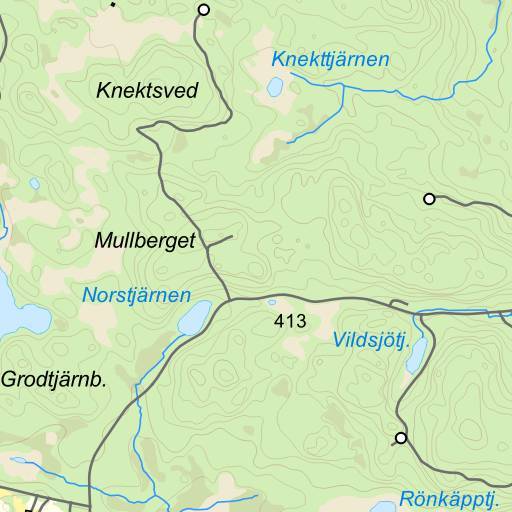 Knekttjärnen
Knektsved
Mullberget
Norstjärnen
413
Vildsjötj.
Grodtjärnb.
Rönkäpptj.